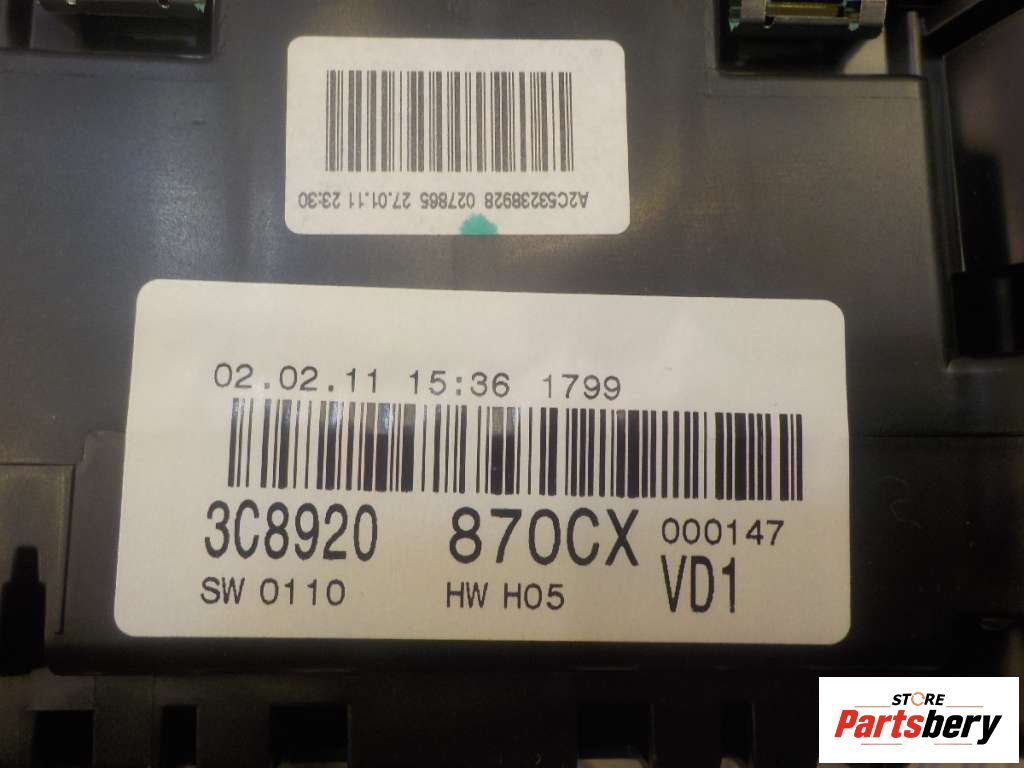 A2C53238928 027865 27.01.11 23:30
02.02.11 15:36 1799
3C8920 870CX 000147
SW 0110 HW H05 VD1
STORE
Partsbery